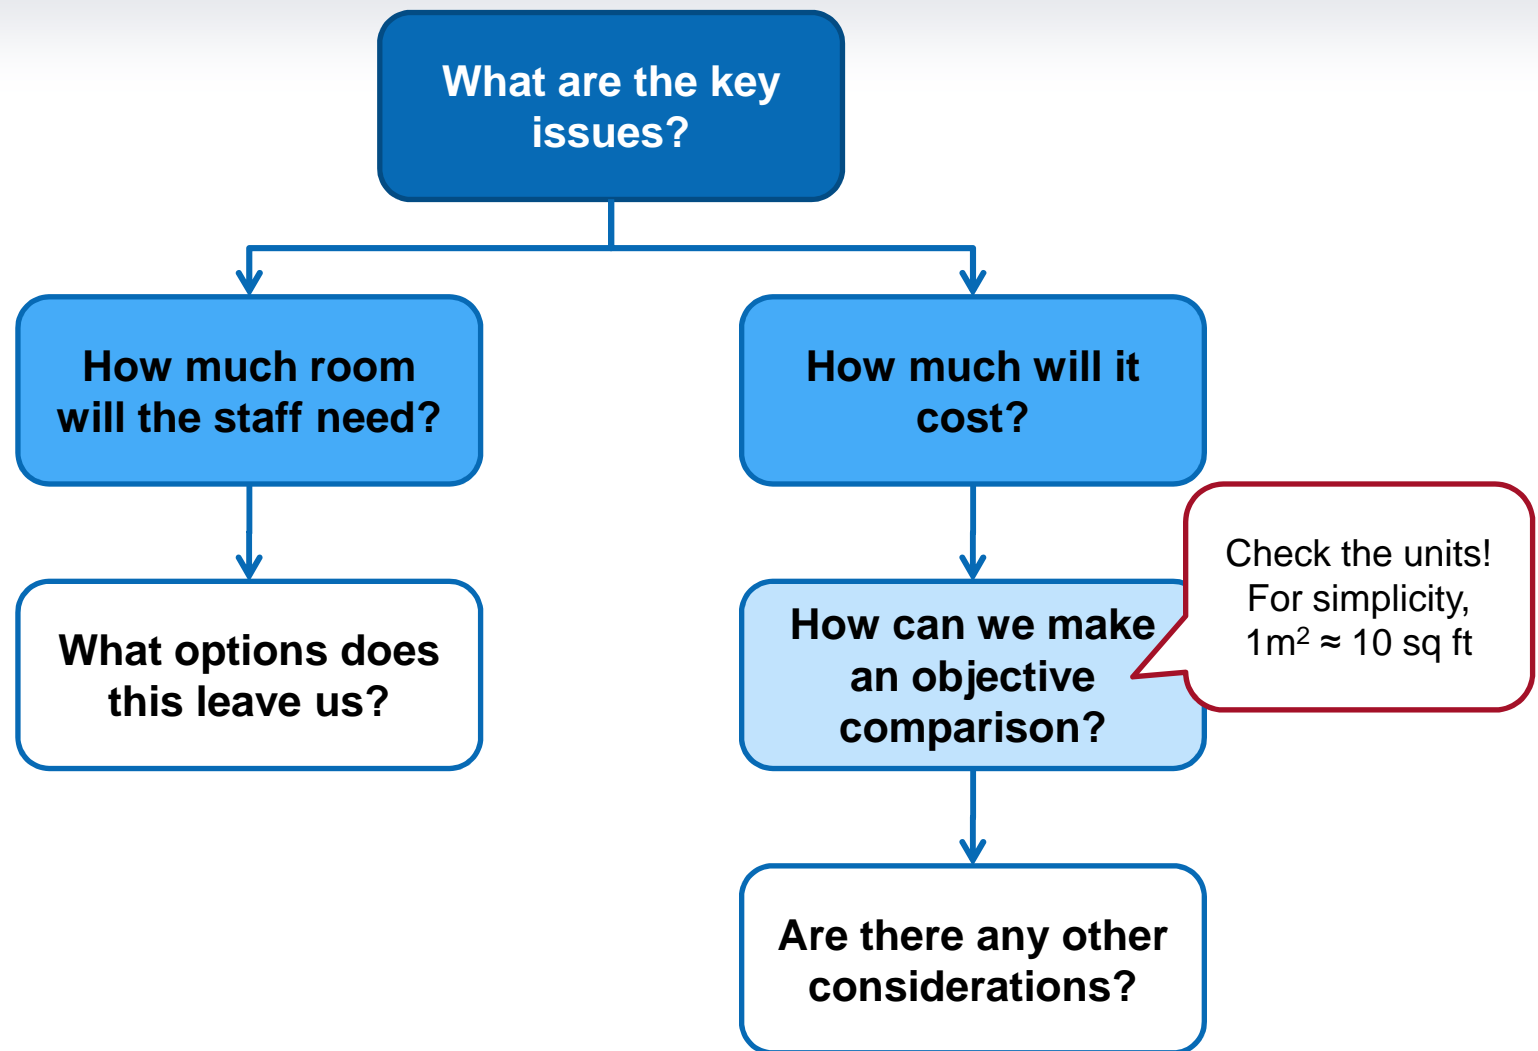 What are the key
issues?
How much room
will the staff need?
How much will it
cost?
Check the units!
For simplicity,
1m² ≈ 10 sq ft
What options does
this leave us?
How can we make
an objective
comparison?
Are there any other
considerations?